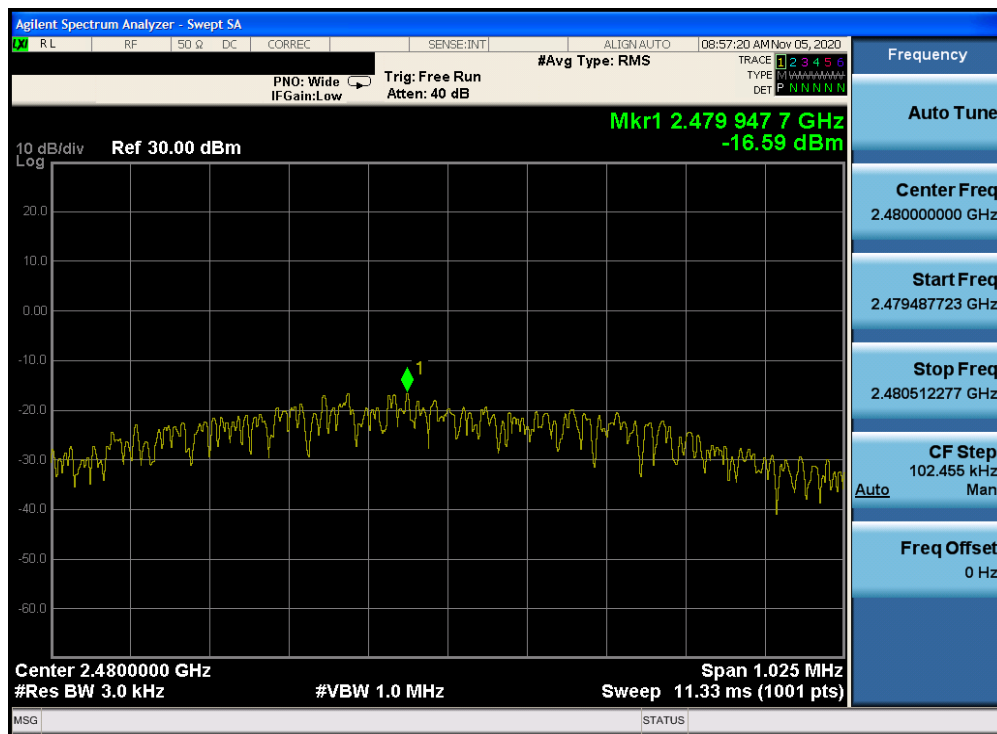 Agilent Spectrum Analyzer - Swept SA
LXI RL RF 50 Ω DC CORREC SENSE:INT ALIGN AUTO 08:57:20 AM Nov 05, 2020
#Avg Type: RMS
TRACE 1 2 3 4 5 6
TYPE M
DET P N N N N N
PNO: Wide
IFGain:Low
Trig: Free Run
Atten: 40 dB
Mkr1 2.479 947 7 GHz
-16.59 dBm
10 dB/div
Log
Ref 30.00 dBm
20.0
10.0
0.00
-10.0
-20.0
-30.0
-40.0
-50.0
-60.0
1
Center 2.4800000 GHz
Span 1.025 MHz
#Res BW 3.0 kHz
#VBW 1.0 MHz
Sweep 11.33 ms (1001 pts)
MSG
STATUS
Frequency
Auto Tune
Center Freq
2.480000000 GHz
Start Freq
2.479487723 GHz
Stop Freq
2.480512277 GHz
CF Step
102.455 kHz
Auto Man
Freq Offset
0 Hz